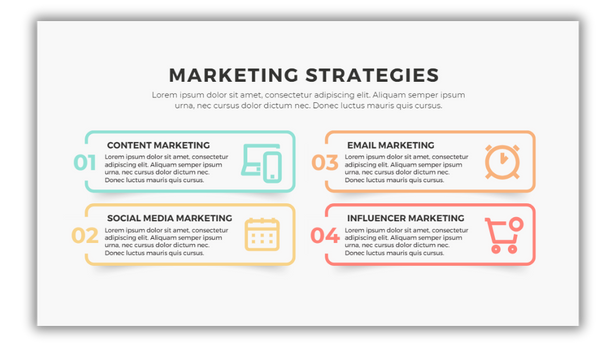 MARKETING STRATEGIES
Lorem ipsum dolor sit amet, consectetur adipiscing elit. Aliquam semper ipsum
urna, nec cursus dolor dictum nec. Donec luctus mauris quis cursus.
01
CONTENT MARKETING
Lorem ipsum dolor sit amet, consectetur
adipiscing elit. Aliquam semper ipsum
urna, nec cursus dolor dictum nec.
Donec luctus mauris quis cursus.
02
SOCIAL MEDIA MARKETING
Lorem ipsum dolor sit amet, consectetur
adipiscing elit. Aliquam semper ipsum
urna, nec cursus dolor dictum nec.
Donec luctus mauris quis cursus.
03
EMAIL MARKETING
Lorem ipsum dolor sit amet, consectetur
adipiscing elit. Aliquam semper ipsum
urna, nec cursus dolor dictum nec.
Donec luctus mauris quis cursus.
04
INFLUENCER MARKETING
Lorem ipsum dolor sit amet, consectetur
adipiscing elit. Aliquam semper ipsum
urna, nec cursus dolor dictum nec.
Donec luctus mauris quis cursus.